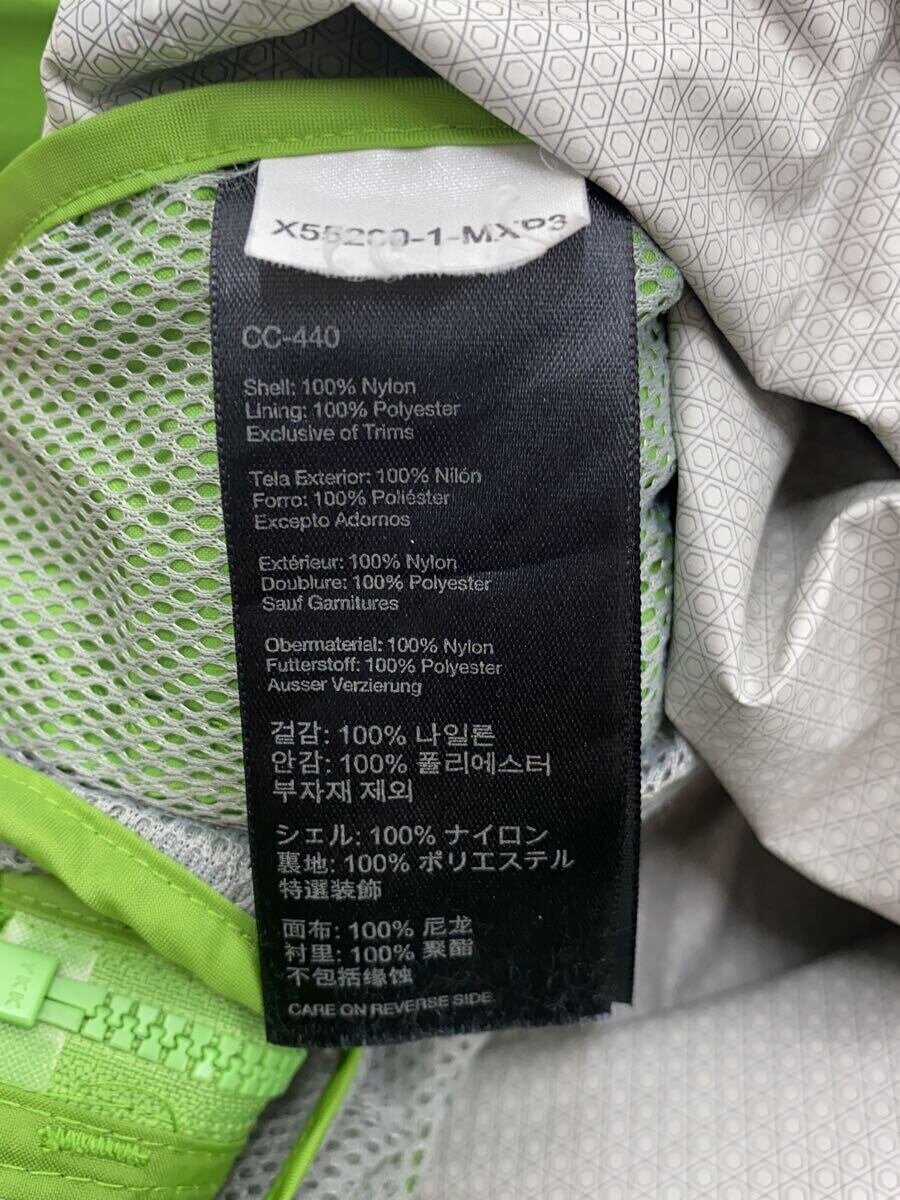 CC-440
Shell: 100% Nylon
Lining: 100% Polyester
Exclusive of Trims
Tela Exterior: 100% Nilón
Forro: 100% Poliéster
Excepto Adornos
Extérieur: 100% Nylon
Doublure: 100% Polyester
Sauf Garnitures
Obermaterial: 100% Nylon
Futterstoff: 100% Polyester
Ausser Verzierung
겉감: 100% 나일론
안감: 100% 폴리에스터
부자재 제외
シェル: 100% ナイロン
裏地: 100% ポリエステル
特選装飾
面布: 100% 尼龙
衬里: 100% 聚酯
不包括缘蚀
CARE ON REVERSE SIDE
YKK